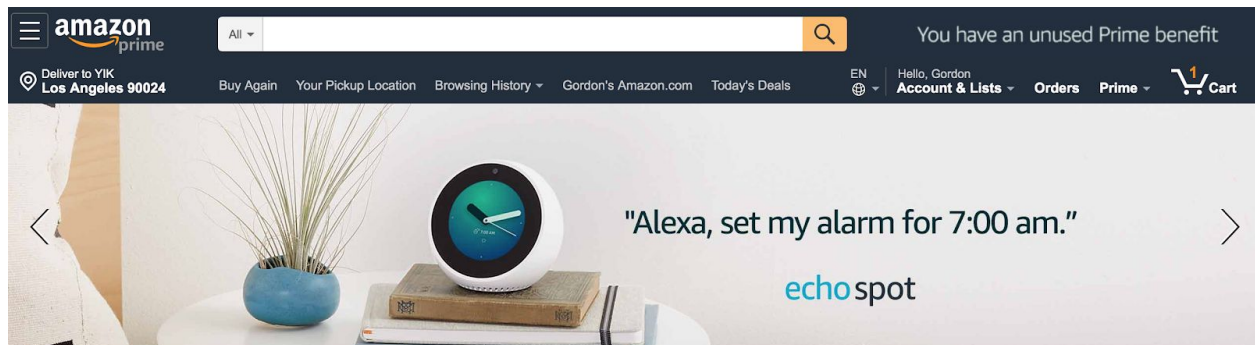 amazon
prime
All
You have an unused Prime benefit
Deliver to YIK
Los Angeles 90024
Buy Again Your Pickup Location Browsing History Gordon's Amazon.com Today's Deals
EN
Hello, Gordon
Account & Lists Orders Prime
1
Cart
"Alexa, set my alarm for 7:00 am.”
echo spot